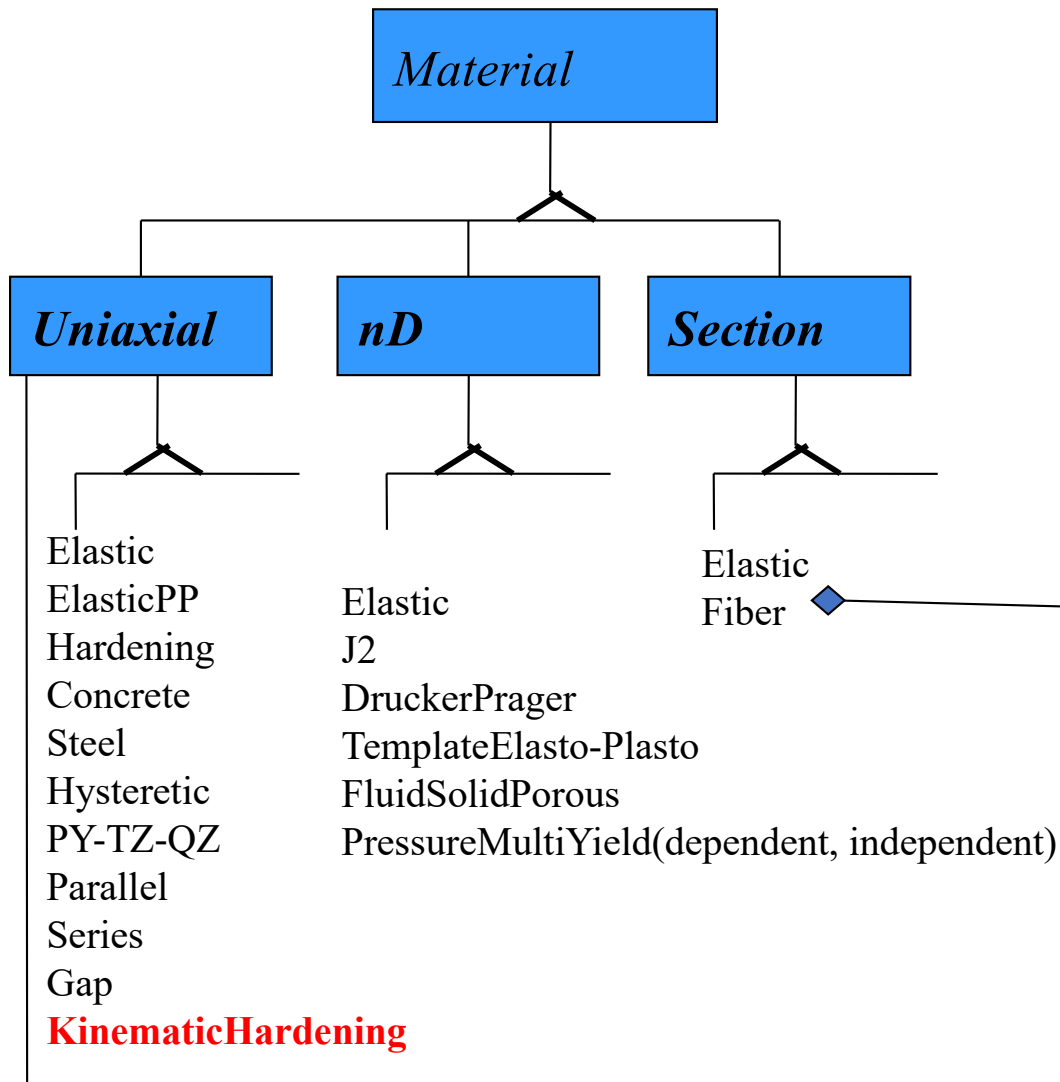 Material
Uniaxial
nD
Section
Elastic
ElasticPP
Hardening
Concrete
Steel
Hysteretic
PY-TZ-QZ
Parallel
Series
Gap
KinematicHardening
Elastic
J2
DruckerPrager
TemplateElasto-Plasto
FluidSolidPorous
PressureMultiYield(dependent, independent)
Elastic
Fiber